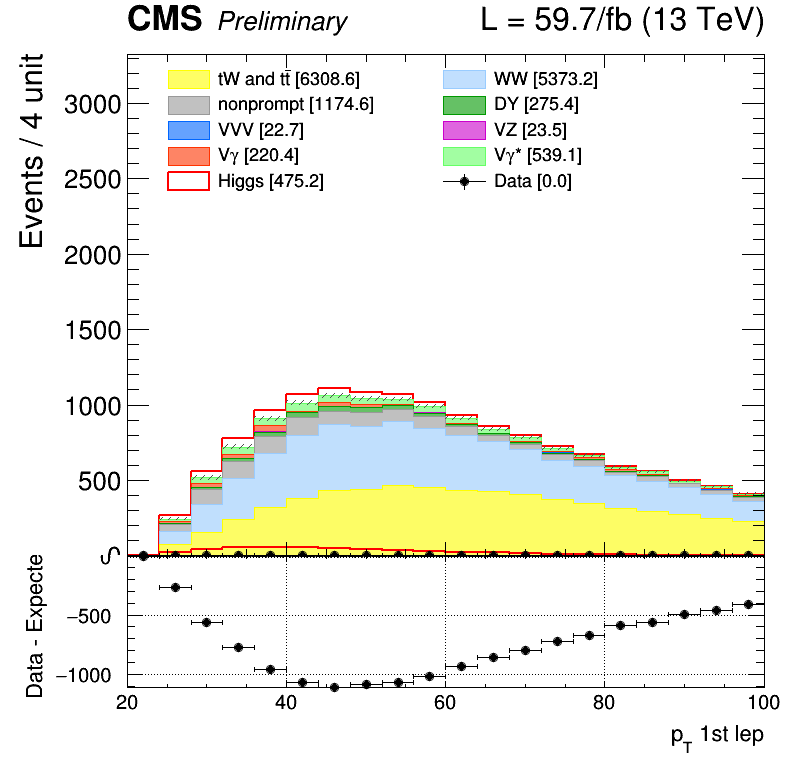 CMS Preliminary L = 59.7/fb (13 TeV)
Events / 4 unit
tW and tt̄ [6308.6] WW [5373.2]
nonprompt [1174.6] DY [275.4]
VVV [22.7] VZ [23.5]
Vγ [220.4] Vγ* [539.1]
Higgs [475.2] Data [0.0]
3000
2500
2000
1500
1000
500
0
Data - Expecte
−500
−1000
20 40 60 80 100
p_T 1st lep